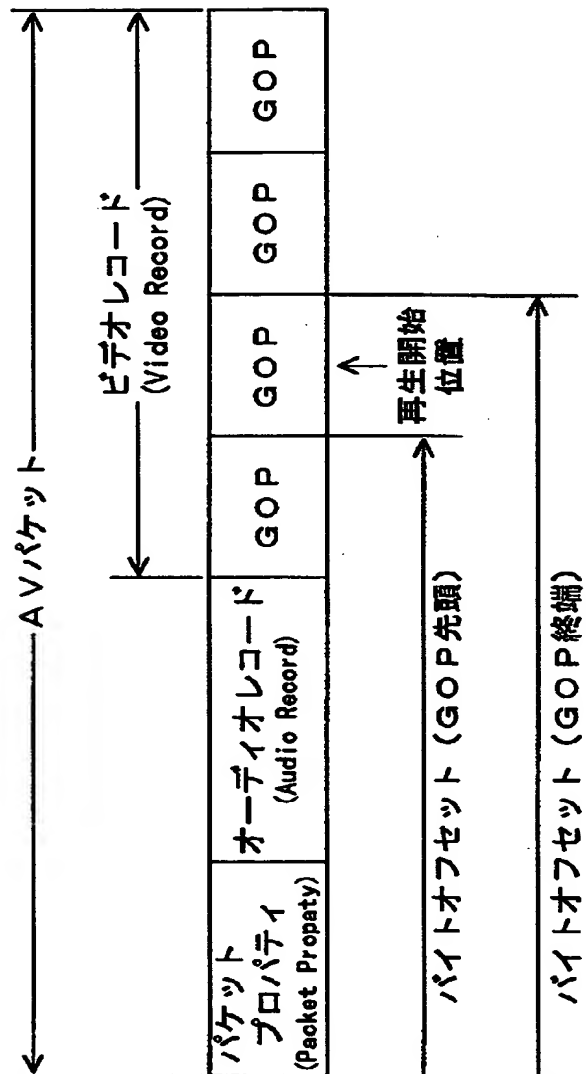 AVパケット
ビデオレコード
(Video Record)
パケット
プロパティ
(Packet Propaty)
オーディオレコード
(Audio Record)
GOP
GOP
GOP
GOP
再生開始
位置
バイトオフセット(GOP先頭)
バイトオフセット(GOP終端)